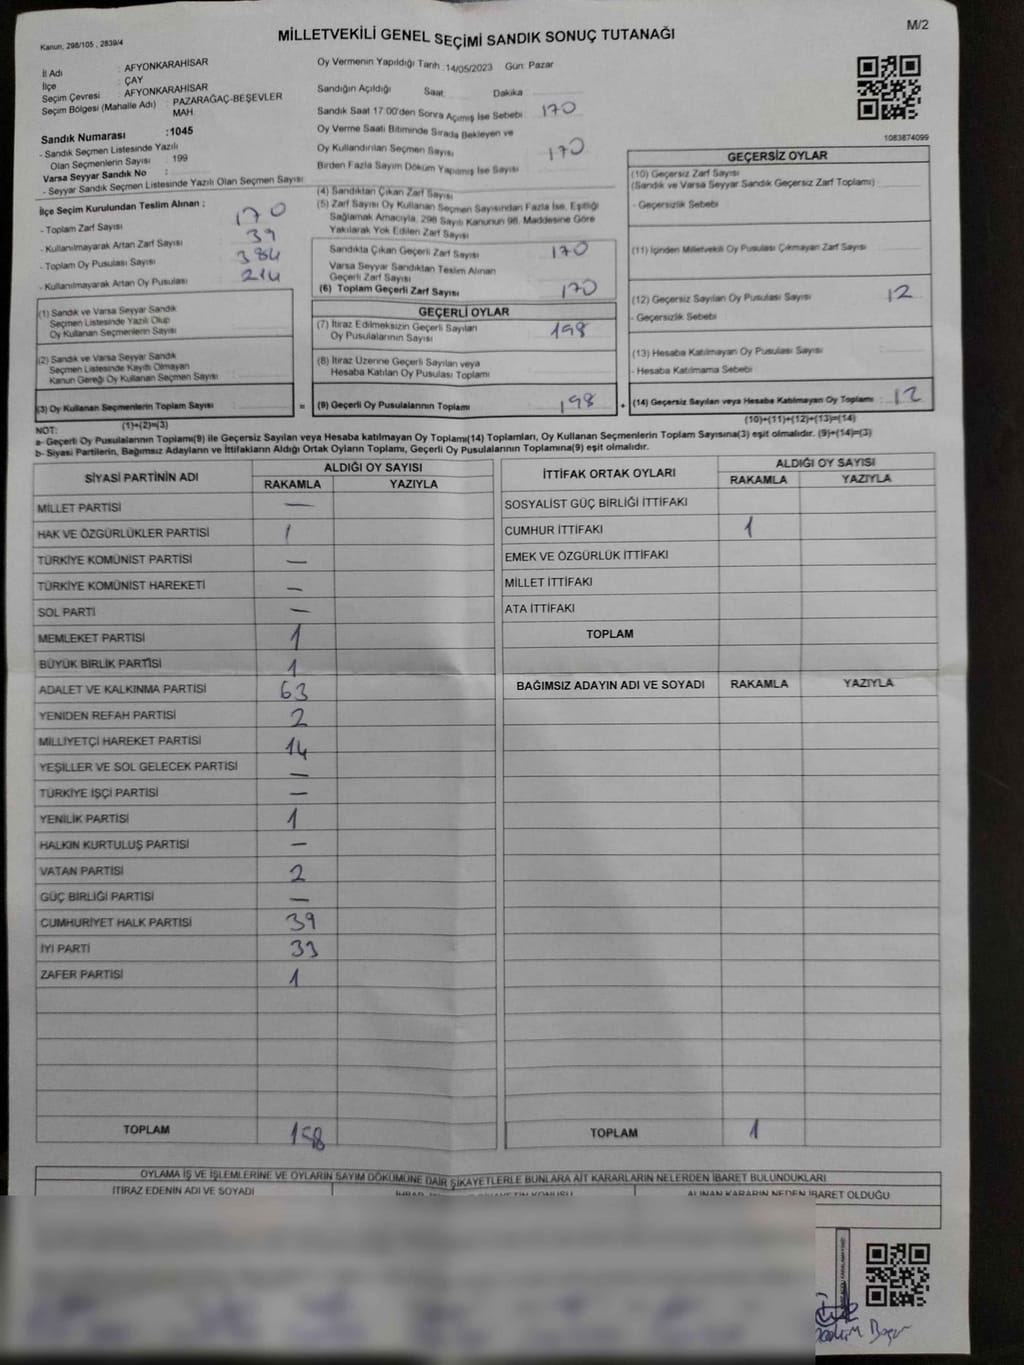 Kanun, 298/105 , 2839/4
MİLLETVEKİLİ GENEL SEÇİMİ SANDIK SONUÇ TUTANAĞI
M/2
İl Adı : AFYONKARAHİSAR
İlçe : ÇAY
Seçim Çevresi : AFYONKARAHİSAR
Seçim Bölgesi (Mahalle Adı) : PAZARAĞAÇ-BEŞEVLER MAH
Sandık Numarası :1045
- Sandık Seçmen Listesinde Yazılı
Olan Seçmenlerin Sayısı : 199
Varsa Seyyar Sandık No :
- Seyyar Sandık Seçmen Listesinde Yazılı Olan Seçmen Sayısı
Oy Vermenin Yapıldığı Tarih :14/05/2023 Gün: Pazar
Sandığın Açıldığı Saat Dakika
Sandık Saat 17:00'den Sonra Açılmış İse Sebebi 170
Oy Verme Saati Bitiminde Sırada Bekleyen ve
Oy Kullandırılan Seçmen Sayısı 170
Birden Fazla Sayım Döküm Yapılmış İse Sayısı
1083874099
İlçe Seçim Kurulundan Teslim Alınan ;
- Toplam Zarf Sayısı 170
- Kullanılmayarak Artan Zarf Sayısı 39
- Toplam Oy Pusulası Sayısı 384
- Kullanılmayarak Artan Oy Pusulası 214
(4) Sandıktan Çıkan Zarf Sayısı
(5) Zarf Sayısı Oy Kullanan Seçmen Sayısından Fazla İse, Eşitliği
Sağlamak Amacıyla, 298 Sayılı Kanunun 98. Maddesine Göre
Yakılarak Yok Edilen Zarf Sayısı
Sandıkta Çıkan Geçerli Zarf Sayısı 170
Varsa Seyyar Sandıktan Teslim Alınan
Geçerli Zarf Sayısı
(6) Toplam Geçerli Zarf Sayısı 170
GEÇERSİZ OYLAR
(10) Geçersiz Zarf Sayısı
(Sandık ve Varsa Seyyar Sandık Geçersiz Zarf Toplamı)
- Geçersizlik Sebebi
(11) İçinden Milletvekili Oy Pusulası Çıkmayan Zarf Sayısı
(12) Geçersiz Sayılan Oy Pusulası Sayısı 12
- Geçersizlik Sebebi
(13) Hesaba Katılmayan Oy Pusulası Sayısı
- Hesaba Katılmama Sebebi
(14) Geçersiz Sayılan veya Hesaba Katılmayan Oy Toplamı : 12
(10)+(11)+(12)+(13)=(14)
(1) Sandık ve Varsa Seyyar Sandık
Seçmen Listesinde Yazılı Olup
Oy Kullanan Seçmenlerin Sayısı
(2) Sandık ve Varsa Seyyar Sandık
Seçmen Listesinde Kayıtlı Olmayan
Kanun Gereği Oy Kullanan Seçmen Sayısı
(3) Oy Kullanan Seçmenlerin Toplam Sayısı
(1)+(2)=(3)
GEÇERLİ OYLAR
(7) İtiraz Edilmeksizin Geçerli Sayılan
Oy Pusulalarının Sayısı 198
(8) İtiraz Üzerine Geçerli Sayılan veya
Hesaba Katılan Oy Pusulası Toplamı
= (9) Geçerli Oy Pusulalarının Toplamı 198 +
NOT:
a- Geçerli Oy Pusulalarının Toplamı(9) ile Geçersiz Sayılan veya Hesaba katılmayan Oy Toplamı(14) Toplamları, Oy Kullanan Seçmenlerin Toplam Sayısına(3) eşit olmalıdır. (9)+(14)=(3)
b- Siyasi Partilerin, Bağımsız Adayların ve İttifakların Aldığı Ortak Oyların Toplamı, Geçerli Oy Pusulalarının Toplamına(9) eşit olmalıdır.
SİYASİ PARTİNİN ADI ALDIĞI OY SAYISI
RAKAMLA YAZIYLA
MİLLET PARTİSİ —
HAK VE ÖZGÜRLÜKLER PARTİSİ 1
TÜRKİYE KOMÜNİST PARTİSİ —
TÜRKİYE KOMÜNİST HAREKETİ —
SOL PARTİ —
MEMLEKET PARTİSİ 1
BÜYÜK BİRLİK PARTİSİ 1
ADALET VE KALKINMA PARTİSİ 63
YENİDEN REFAH PARTİSİ 2
MİLLİYETÇİ HAREKET PARTİSİ 14
YEŞİLLER VE SOL GELECEK PARTİSİ —
TÜRKİYE İŞÇİ PARTİSİ —
YENİLİK PARTİSİ 1
HALKIN KURTULUŞ PARTİSİ —
VATAN PARTİSİ 2
GÜÇ BİRLİĞİ PARTİSİ —
CUMHURİYET HALK PARTİSİ 39
İYİ PARTİ 33
ZAFER PARTİSİ 1
TOPLAM 158
İTTİFAK ORTAK OYLARI ALDIĞI OY SAYISI
RAKAMLA YAZIYLA
SOSYALİST GÜÇ BİRLİĞİ İTTİFAKI
CUMHUR İTTİFAKI 1
EMEK VE ÖZGÜRLÜK İTTİFAKI
MİLLET İTTİFAKI
ATA İTTİFAKI
TOPLAM
BAĞIMSIZ ADAYIN ADI VE SOYADI RAKAMLA YAZIYLA
TOPLAM 1
OYLAMA İŞ VE İŞLEMLERİNE VE OYLARIN SAYIM DÖKÜMÜNE DAİR ŞİKAYETLERLE BUNLARA AİT KARARLARIN NELERDEN İBARET BULUNDUKLARI
İTİRAZ EDENİN ADI VE SOYADI
ALINAN KARARIN NEDEN İBARET OLDUĞU